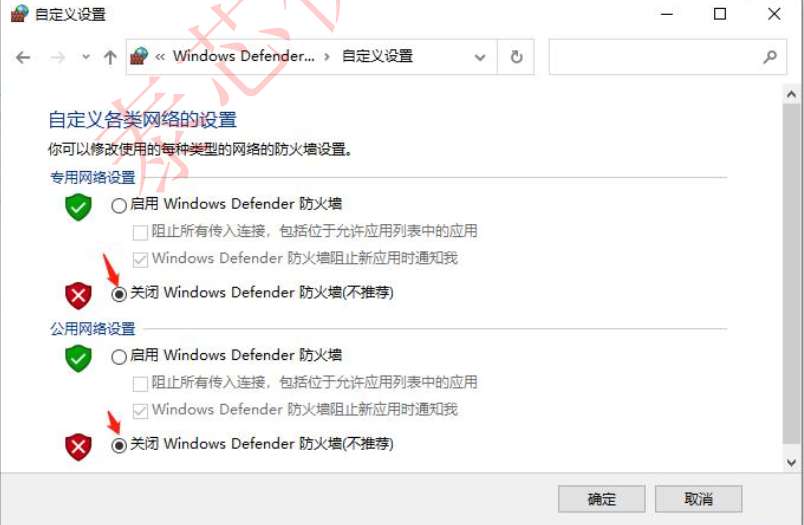 自定义设置
« Windows Defender... › 自定义设置
自定义各类网络的设置
你可以修改使用的每种类型的网络的防火墙设置。
专用网络设置
启用 Windows Defender 防火墙
阻止所有传入连接，包括位于允许应用列表中的应用
Windows Defender 防火墙阻止新应用时通知我
关闭 Windows Defender 防火墙(不推荐)
公用网络设置
启用 Windows Defender 防火墙
阻止所有传入连接，包括位于允许应用列表中的应用
Windows Defender 防火墙阻止新应用时通知我
关闭 Windows Defender 防火墙(不推荐)
确定 取消
泰芯